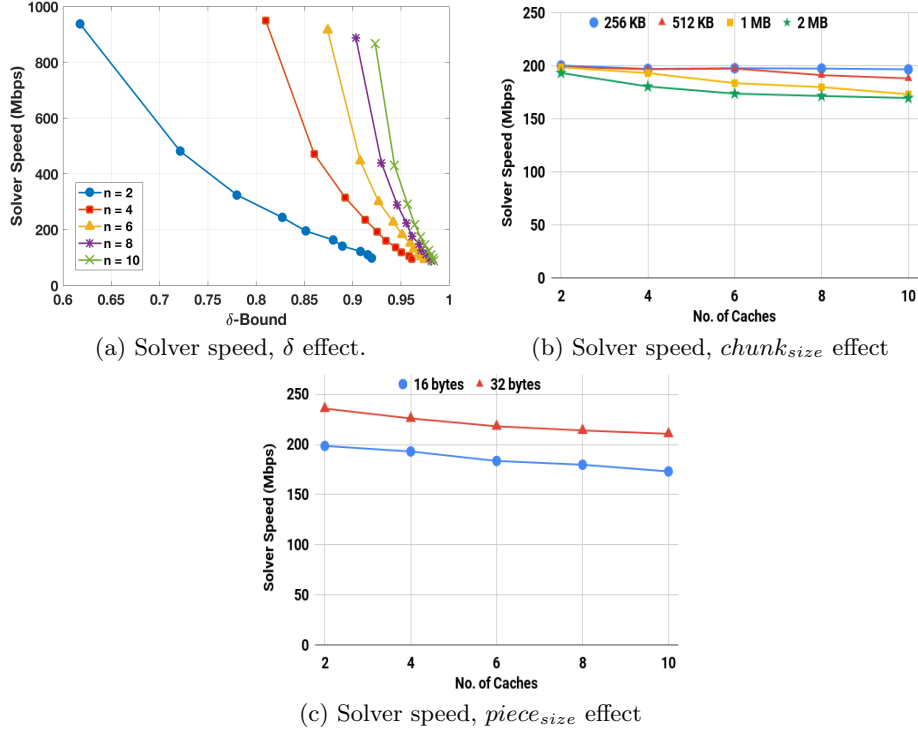 1000
800
600
400
200
0
Solver Speed (Mbps)
n = 2
n = 4
n = 6
n = 8
n = 10
0.6 0.65 0.7 0.75 0.8 0.85 0.9 0.95 1
δ-Bound
(a) Solver speed, δ effect.
256 KB 512 KB 1 MB 2 MB
250
200
150
100
50
0
Solver Speed (Mbps)
2 4 6 8 10
No. of Caches
(b) Solver speed, chunk_size effect
16 bytes 32 bytes
250
200
150
100
50
0
Solver Speed (Mbps)
2 4 6 8 10
No. of Caches
(c) Solver speed, piece_size effect